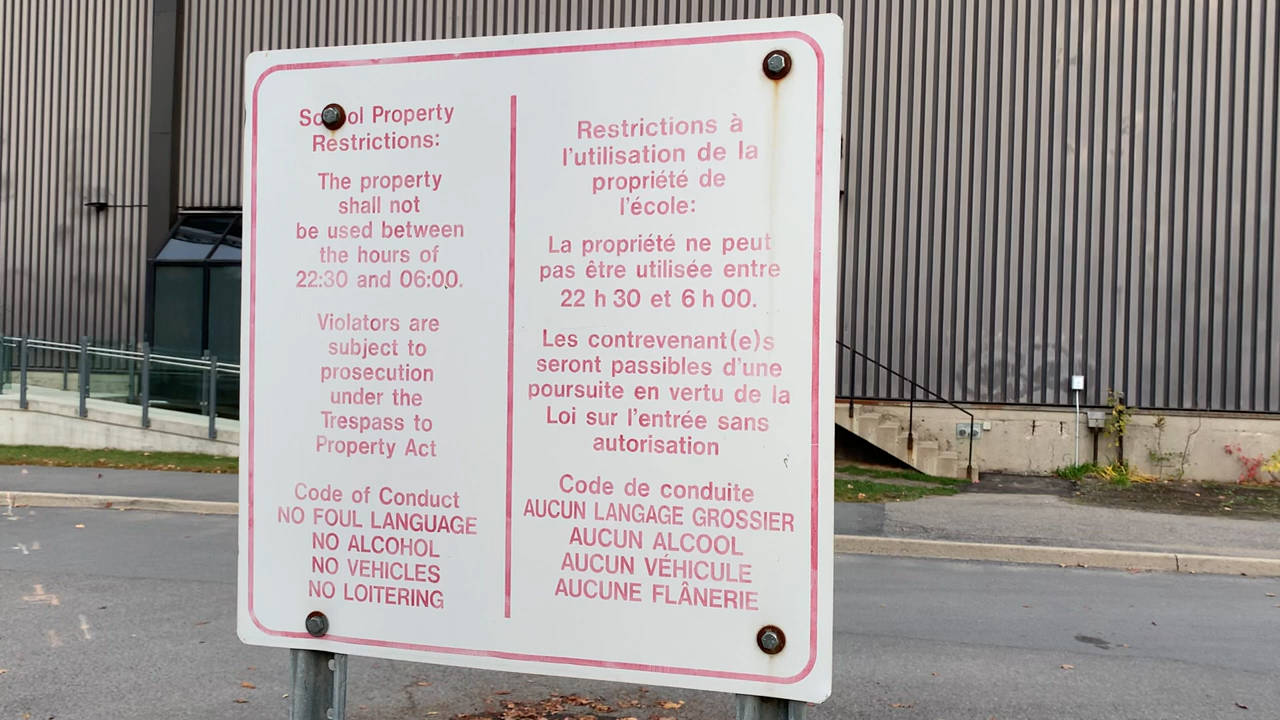 School Property
Restrictions:
The property
shall not
be used between
the hours of
22:30 and 06:00.
Violators are
subject to
prosecution
under the
Trespass to
Property Act
Code of Conduct
NO FOUL LANGUAGE
NO ALCOHOL
NO VEHICLES
NO LOITERING
Restrictions à
l'utilisation de la
propriété de
l'école:
La propriété ne peut
pas être utilisée entre
22 h 30 et 6 h 00.
Les contrevenant(e)s
seront passibles d'une
poursuite en vertu de la
Loi sur l'entrée sans
autorisation
Code de conduite
AUCUN LANGAGE GROSSIER
AUCUN ALCOOL
AUCUN VÉHICULE
AUCUNE FLÂNERIE